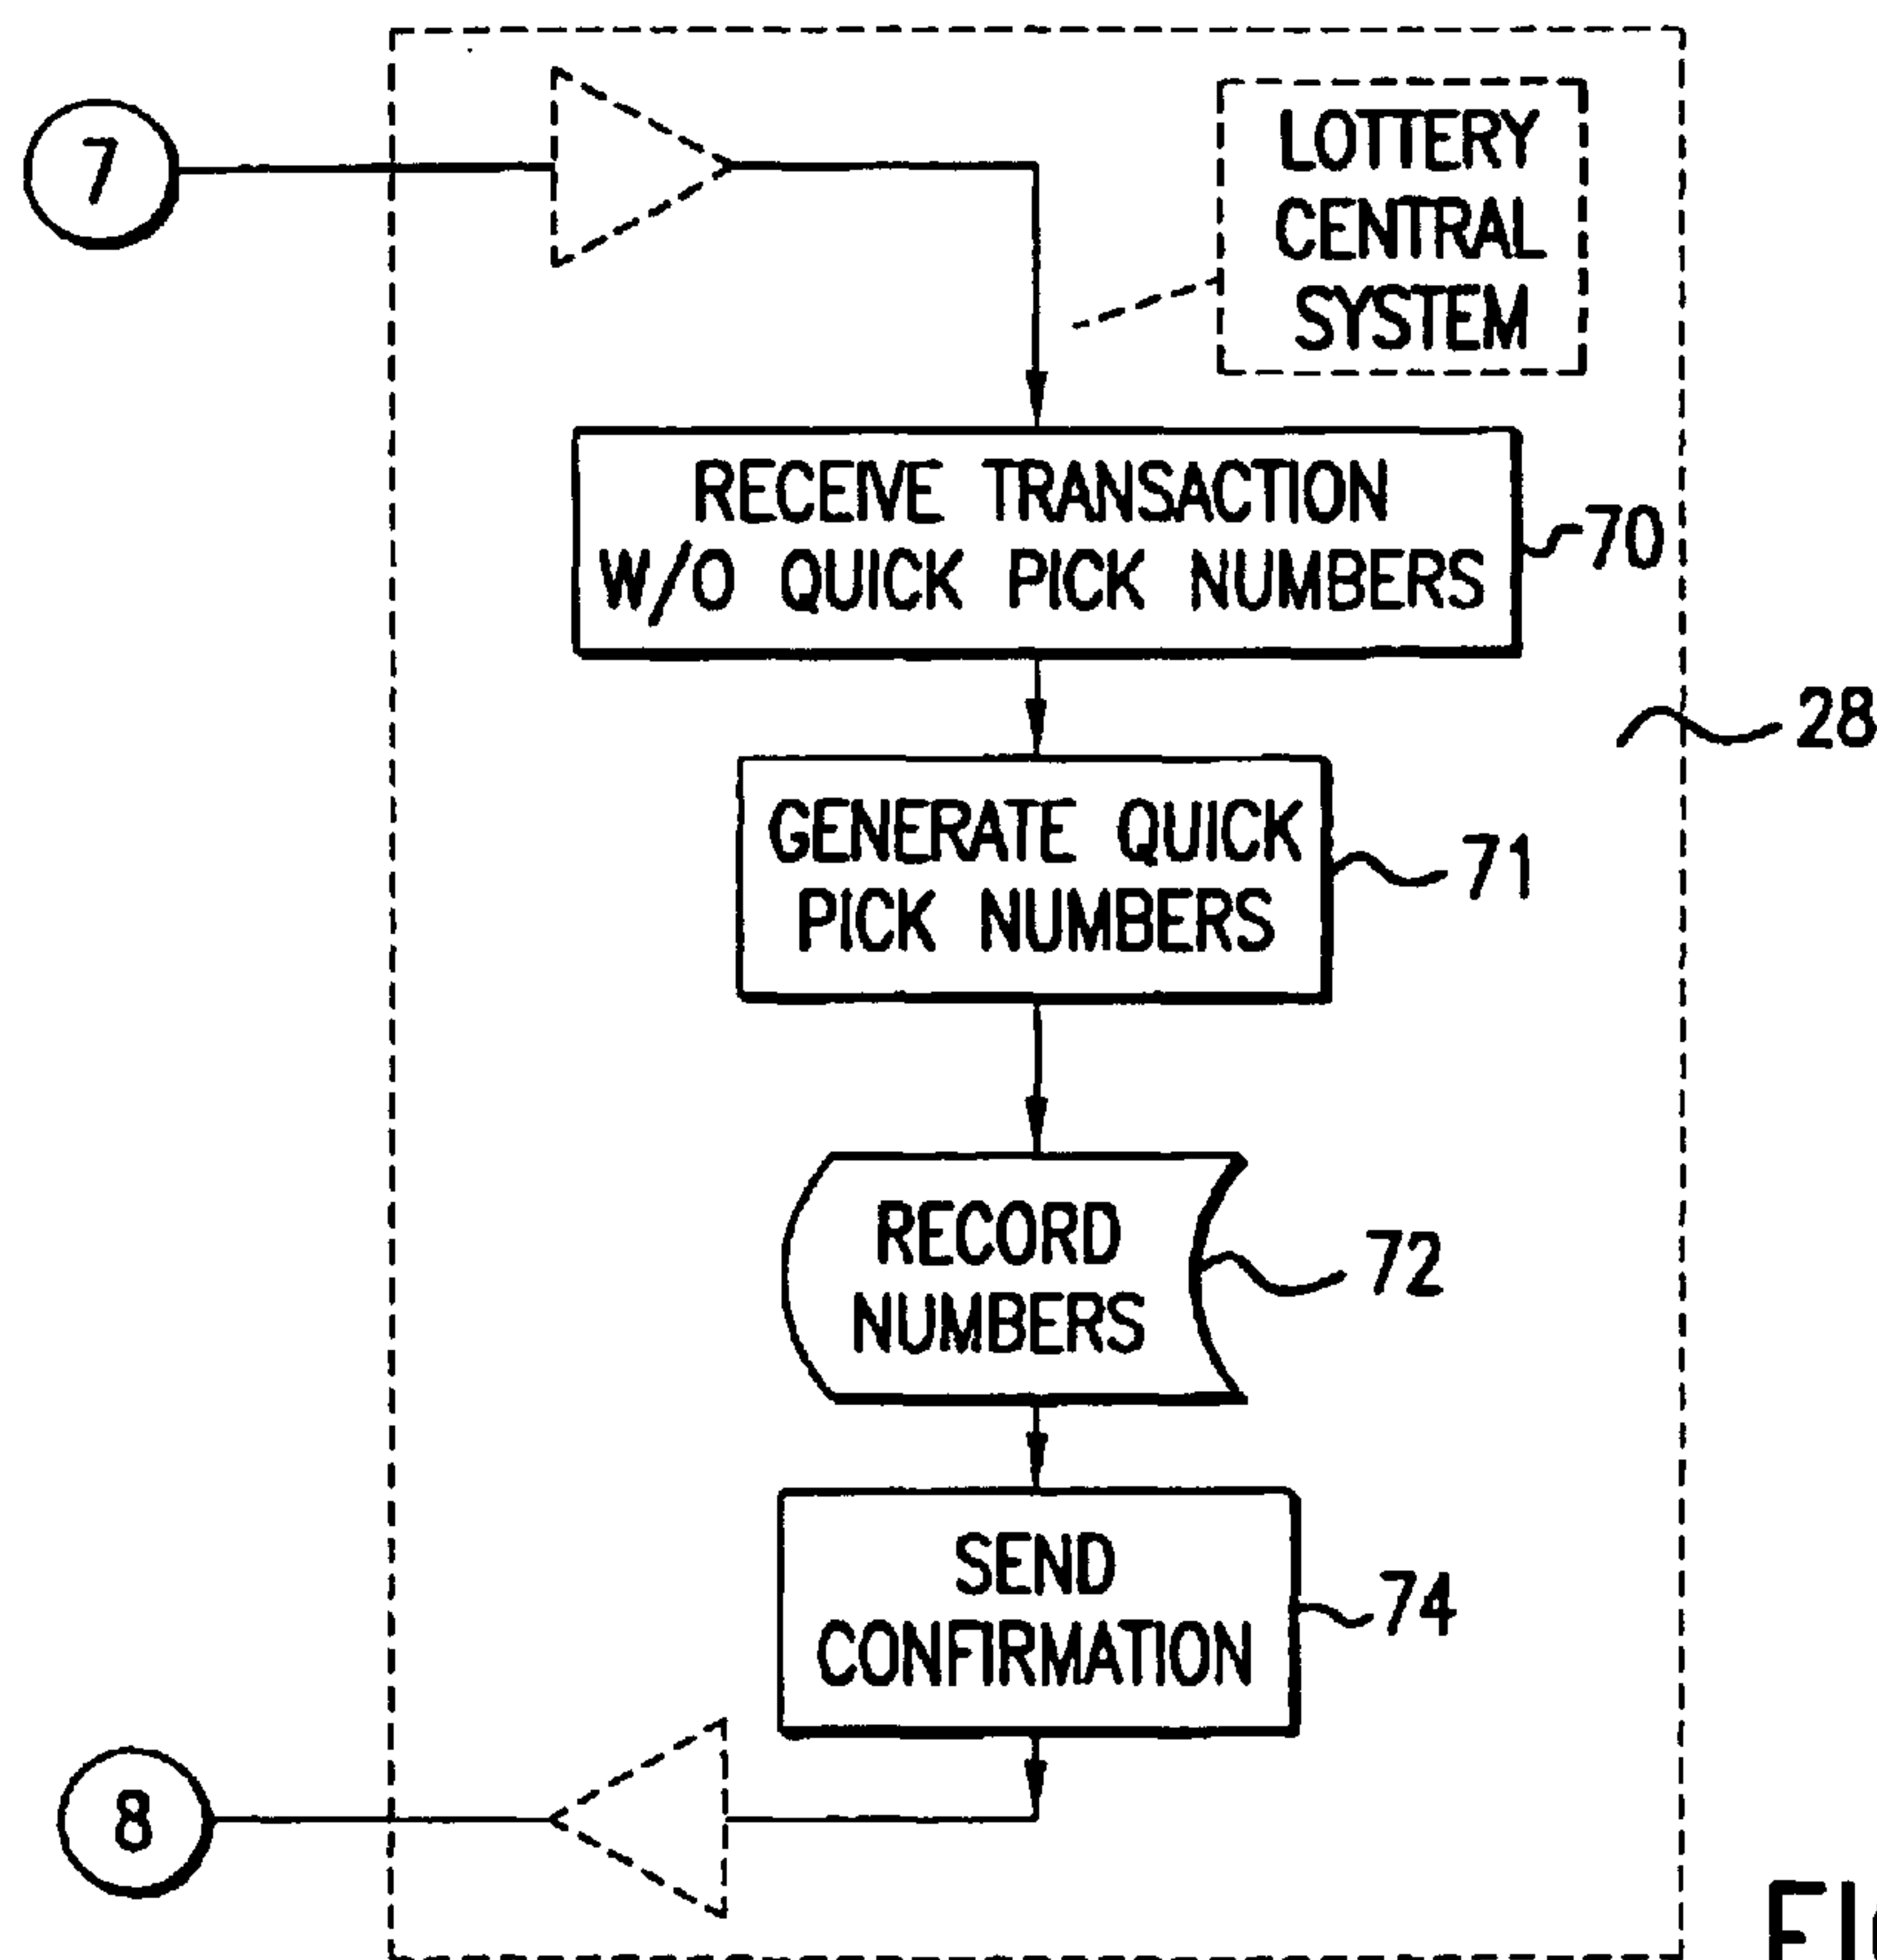 7
LOTTERY
CENTRAL
SYSTEM
RECEIVE TRANSACTION
W/O QUICK PICK NUMBERS
70
28
GENERATE QUICK
PICK NUMBERS
71
RECORD
NUMBERS
72
SEND
CONFIRMATION
74
8